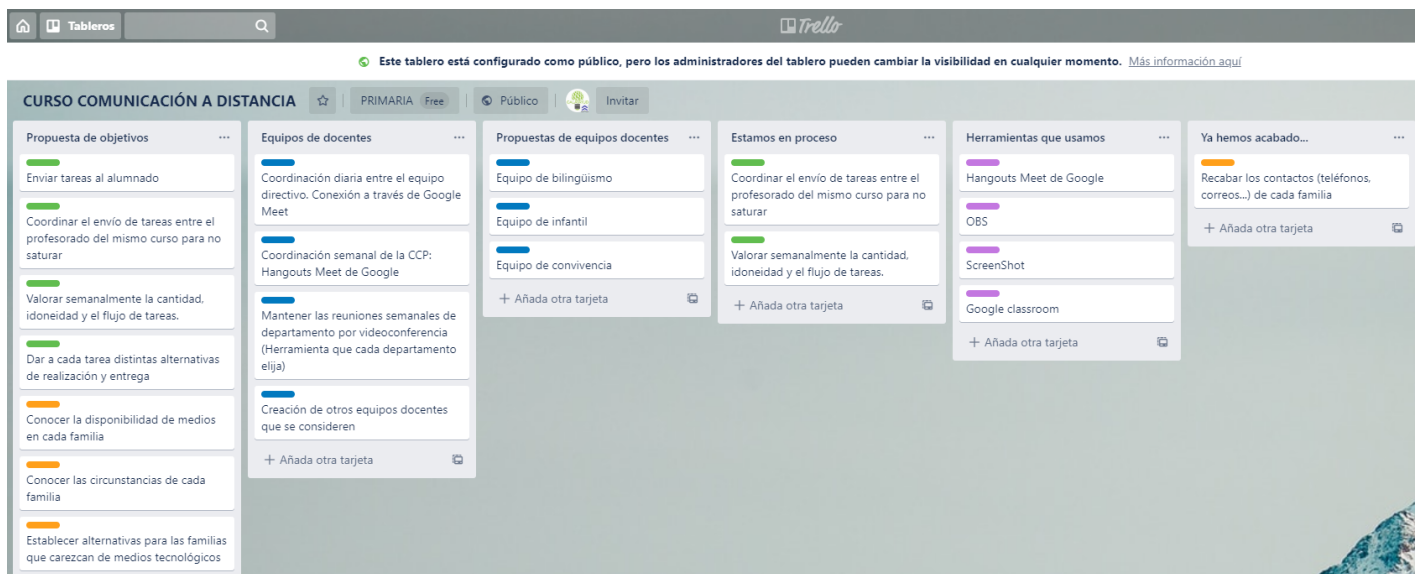 Tableros
Trello
Este tablero está configurado como público, pero los administradores del tablero pueden cambiar la visibilidad en cualquier momento. Más información aquí
CURSO COMUNICACIÓN A DISTANCIA
PRIMARIA Free
Público
Invitar
Propuesta de objetivos
Enviar tareas al alumnado
Coordinar el envío de tareas entre el
profesorado del mismo curso para no
saturar
Valorar semanalmente la cantidad,
idoneidad y el flujo de tareas.
Dar a cada tarea distintas alternativas
de realización y entrega
Conocer la disponibilidad de medios
en cada familia
Conocer las circunstancias de cada
familia
Establecer alternativas para las familias
que carezcan de medios tecnológicos
Equipos de docentes
Coordinación diaria entre el equipo
directivo. Conexión a través de Google
Meet
Coordinación semanal de la CCP:
Hangouts Meet de Google
Mantener las reuniones semanales de
departamento por videoconferencia
(Herramienta que cada departamento
elija)
Creación de otros equipos docentes
que se consideren
+ Añada otra tarjeta
Propuestas de equipos docentes
Equipo de bilingüismo
Equipo de infantil
Equipo de convivencia
+ Añada otra tarjeta
Estamos en proceso
Coordinar el envío de tareas entre el
profesorado del mismo curso para no
saturar
Valorar semanalmente la cantidad,
idoneidad y el flujo de tareas.
+ Añada otra tarjeta
Herramientas que usamos
Hangouts Meet de Google
OBS
ScreenShot
Google classroom
+ Añada otra tarjeta
Ya hemos acabado...
Recabar los contactos (teléfonos,
correos...) de cada familia
+ Añada otra tarjeta